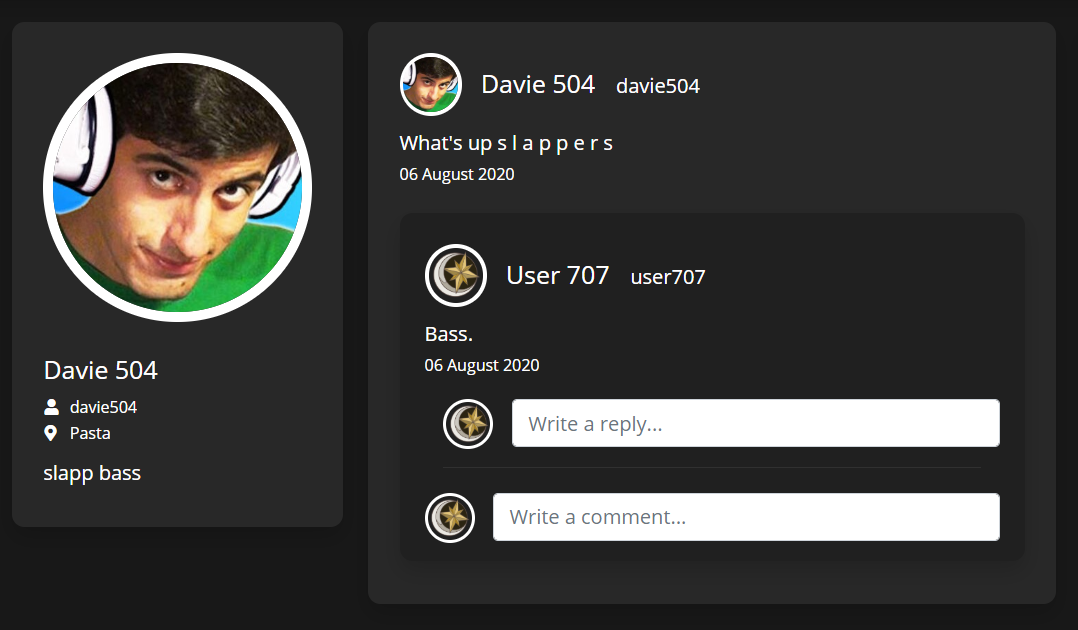 Davie 504
davie504
Pasta
slapp bass
Davie 504 davie504
What's up s l a p p e r s
06 August 2020
User 707 user707
Bass.
06 August 2020
Write a reply...
Write a comment...